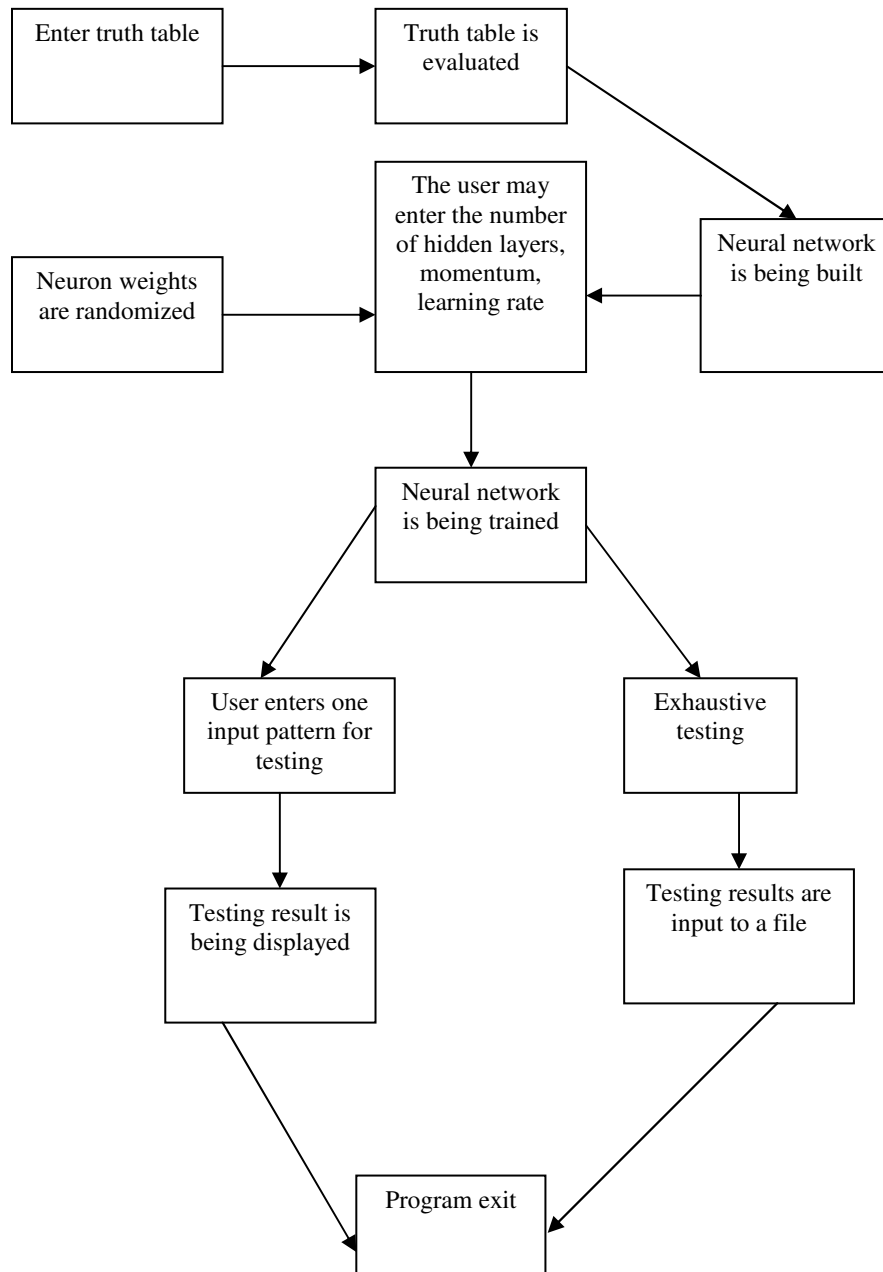 Enter truth table
Truth table is
evaluated
The user may
enter the number
of hidden layers,
momentum,
learning rate
Neural network
is being built
Neuron weights
are randomized
Neural network
is being trained
User enters one
input pattern for
testing
Exhaustive
testing
Testing result is
being displayed
Testing results are
input to a file
Program exit